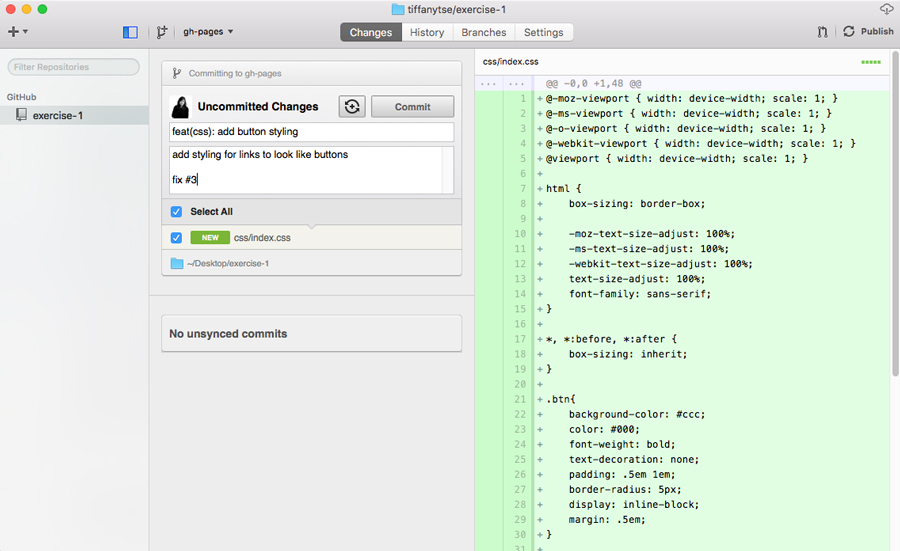 tiffanytse/exercise-1
gh-pages
Changes
History
Branches
Settings
Publish
Filter Repositories
GitHub
exercise-1
Committing to gh-pages
Uncommitted Changes
Commit
feat(css): add button styling
add styling for links to look like buttons
fix #3
Select All
NEW css/index.css
~/Desktop/exercise-1
No unsynced commits
css/index.css
... ... @@ -0,0 +1,48 @@
1 +@-moz-viewport { width: device-width; scale: 1; }
2 +@-ms-viewport { width: device-width; scale: 1; }
3 +@-o-viewport { width: device-width; scale: 1; }
4 +@-webkit-viewport { width: device-width; scale: 1; }
5 +@viewport { width: device-width; scale: 1; }
6 +
7 +html {
8 +    box-sizing: border-box;
9 +
10 +    -moz-text-size-adjust: 100%;
11 +    -ms-text-size-adjust: 100%;
12 +    -webkit-text-size-adjust: 100%;
13 +    text-size-adjust: 100%;
14 +    font-family: sans-serif;
15 +}
16 +
17 +*, *:before, *:after {
18 +    box-sizing: inherit;
19 +}
20 +
21 +.btn{
22 +    background-color: #ccc;
23 +    color: #000;
24 +    font-weight: bold;
25 +    text-decoration: none;
26 +    padding: .5em 1em;
27 +    border-radius: 5px;
28 +    display: inline-block;
29 +    margin: .5em;
30 +}
31 +